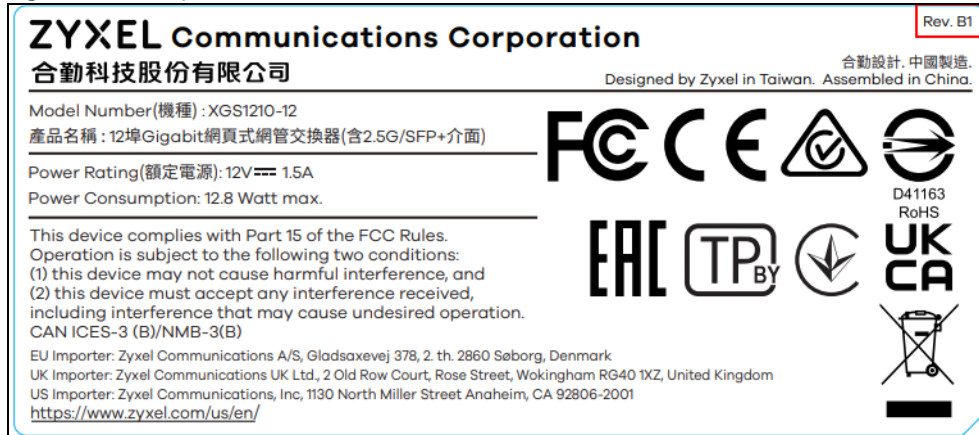 Rev. B1
ZYXEL Communications Corporation
合勤科技股份有限公司
合勤設計. 中國製造.
Designed by Zyxel in Taiwan. Assembled in China.
Model Number(機種) : XGS1210-12
產品名稱 : 12埠Gigabit網頁式網管交換器(含2.5G/SFP+介面)
Power Rating(額定電源): 12V⎓ 1.5A
Power Consumption: 12.8 Watt max.
FC CE
D41163
RoHS
This device complies with Part 15 of the FCC Rules.
Operation is subject to the following two conditions:
(1) this device may not cause harmful interference, and
(2) this device must accept any interference received,
including interference that may cause undesired operation.
CAN ICES-3 (B)/NMB-3(B)
EAC TP BY UK CA
EU Importer: Zyxel Communications A/S, Gladsaxevej 378, 2. th. 2860 Søborg, Denmark
UK Importer: Zyxel Communications UK Ltd., 2 Old Row Court, Rose Street, Wokingham RG40 1XZ, United Kingdom
US Importer: Zyxel Communications, Inc, 1130 North Miller Street Anaheim, CA 92806-2001
https://www.zyxel.com/us/en/